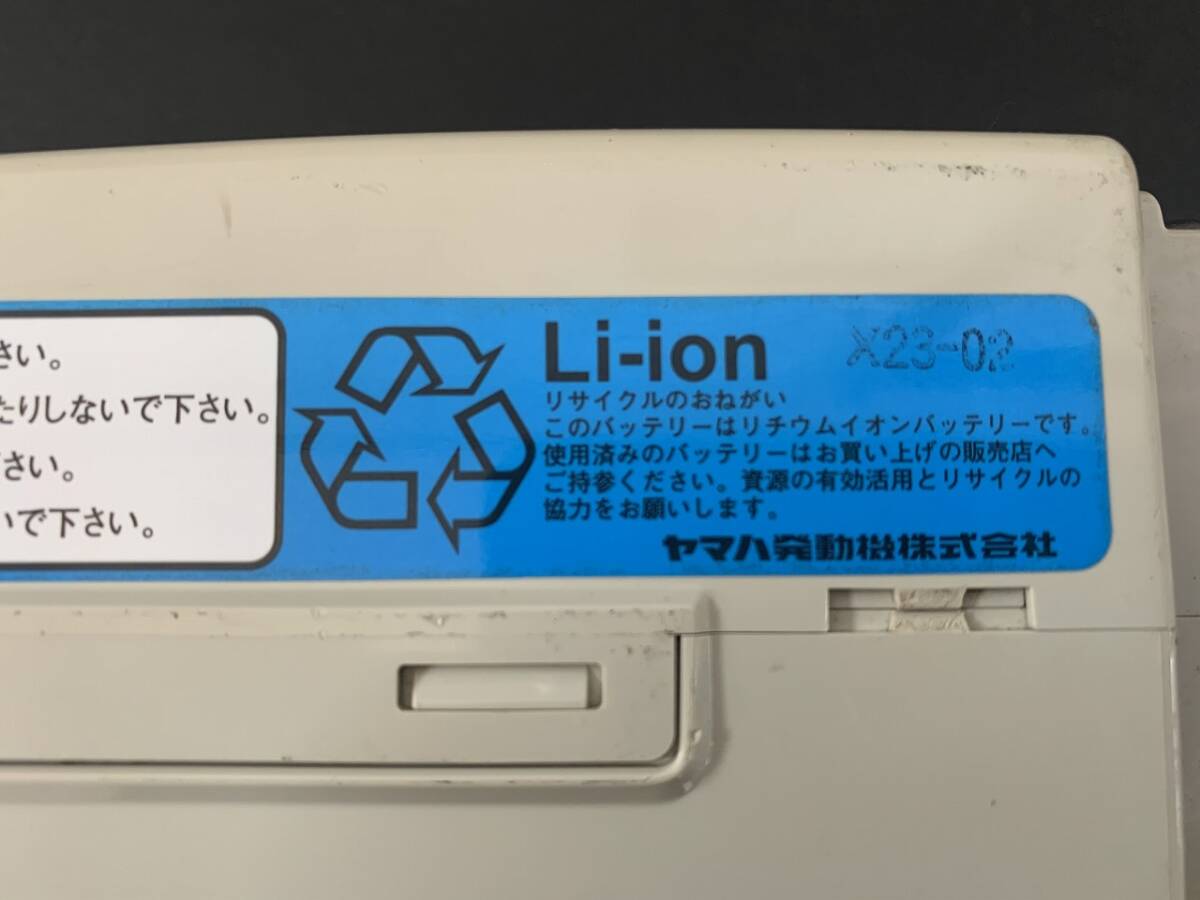 さい。
たりしないで下さい。
さい。
いで下さい。
Li-ion
X23-02
リサイクルのおねがい
このバッテリーはリチウムイオンバッテリーです。
使用済みのバッテリーはお買い上げの販売店へ
ご持参ください。資源の有効活用とリサイクルの
協力をお願いします。
ヤマハ発動機株式会社